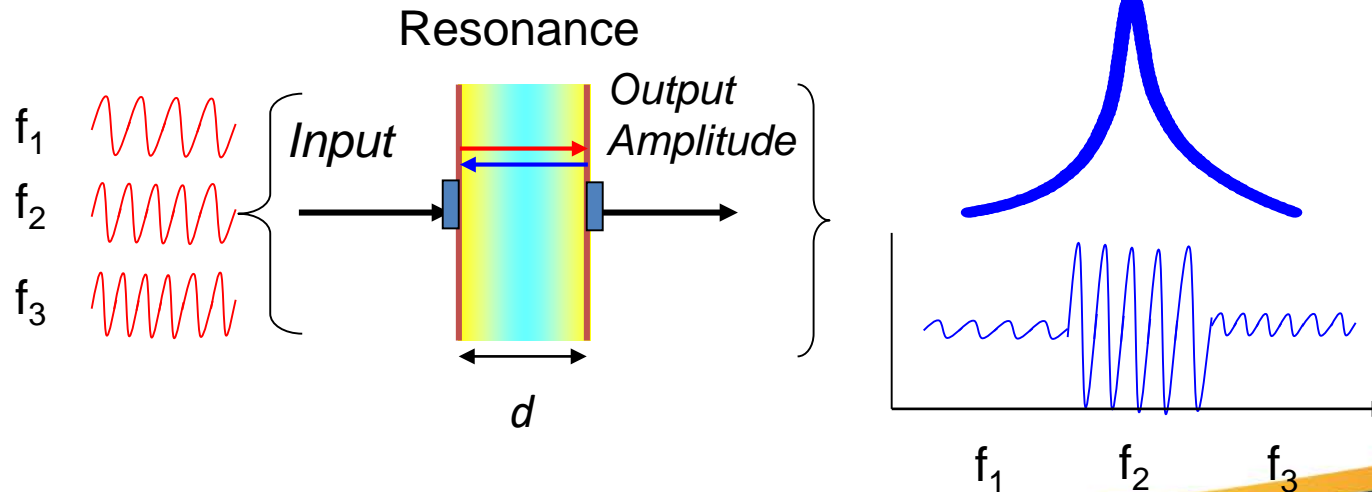 Resonance
f₁
f₂
f₃
Input
Output
Amplitude
d
f₁
f₂
f₃